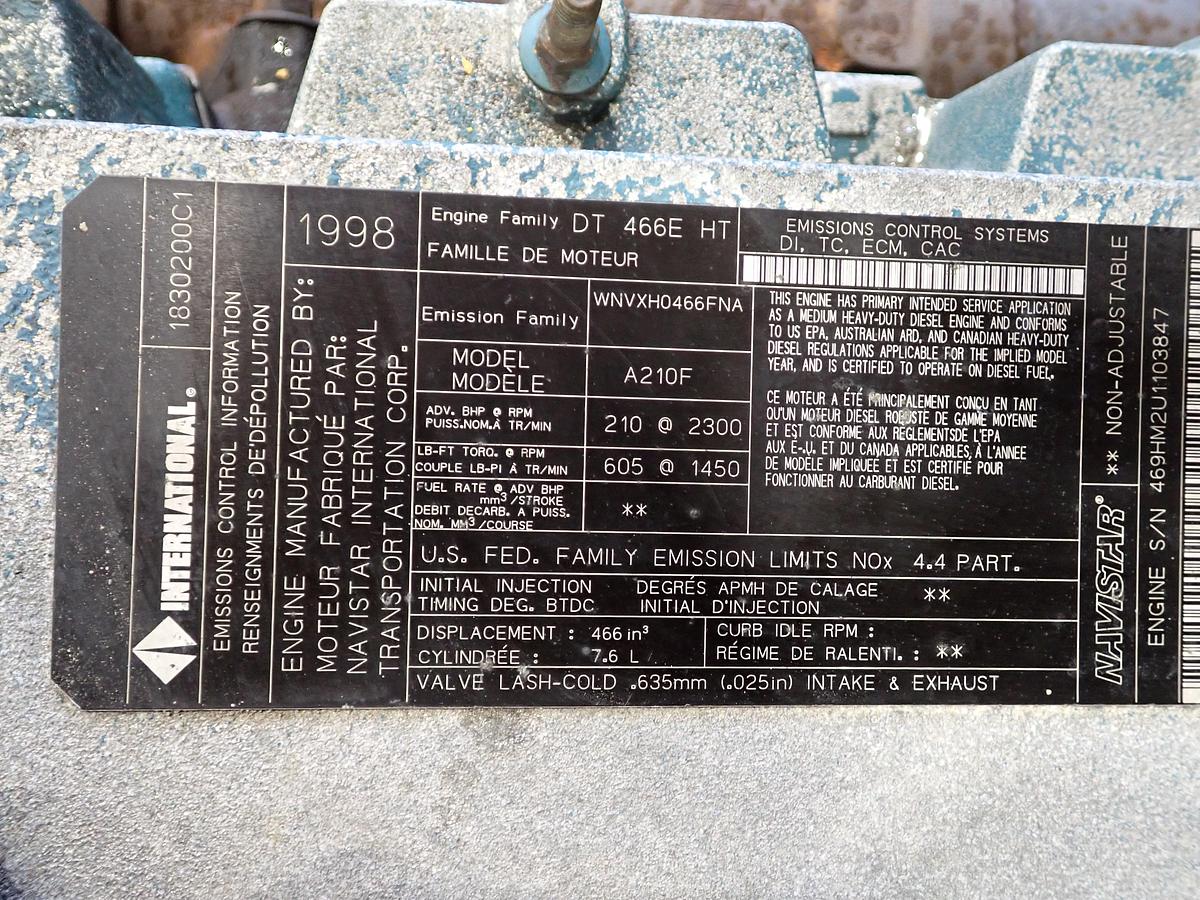 1830200C1
INTERNATIONAL®
EMISSIONS CONTROL INFORMATION
RENSEIGNMENTS DE'DÉPOLLUTION
1998
ENGINE MANUFACTURED BY:
MOTEUR FABRIQUÉ PAR:
NAVISTAR INTERNATIONAL
TRANSPORTATION CORP.
Engine Family DT 466E HT
FAMILLE DE MOTEUR
EMISSIONS CONTROL SYSTEMS
DI, TC, ECM, CAC
Emission Family WNVXH0466FNA
MODEL
MODÈLE A210F
ADV. BHP @ RPM
PUISS.NOM.À TR/MIN 210 @ 2300
LB-FT TORQ. @ RPM
COUPLE LB-PI À TR/MIN 605 @ 1450
FUEL RATE @ ADV BHP
mm³/STROKE
DEBIT DECARB. A PUISS.
NOM. MM³/COURSE **
THIS ENGINE HAS PRIMARY INTENDED SERVICE APPLICATION
AS A MEDIUM HEAVY-DUTY DIESEL ENGINE AND CONFORMS
TO US EPA, AUSTRALIAN ARD, AND CANADIAN HEAVY-DUTY
DIESEL REGULATIONS APPLICABLE FOR THE IMPLIED MODEL
YEAR, AND IS CERTIFIED TO OPERATE ON DIESEL FUEL.
CE MOTEUR A ÉTÉ PRINCIPALEMENT CONÇU EN TANT
QU'UN MOTEUR DIESEL ROBUSTE DE GAMME MOYENNE
ET EST CONFORME AUX RÈGLEMENTSDE L'EPA
AUX E.-U. ET DU CANADA APPLICABLES, À L'ANNEE
DE MODÈLE IMPLIQUÉE ET EST CERTIFIÉ POUR
FONCTIONNER AU CARBURANT DIESEL.
U.S. FED. FAMILY EMISSION LIMITS NOx 4.4 PART.
INITIAL INJECTION DEGRÉS APMH DE CALAGE
TIMING DEG. BTDC INITIAL D'INJECTION **
DISPLACEMENT : 466 in³
CYLINDRÉE : 7.6 L
CURB IDLE RPM :
RÉGIME DE RALENTI. : **
VALVE LASH-COLD .635mm (.025in) INTAKE & EXHAUST
** NON-ADJUSTABLE
NAVISTAR®
ENGINE S/N 469HM2U1103847